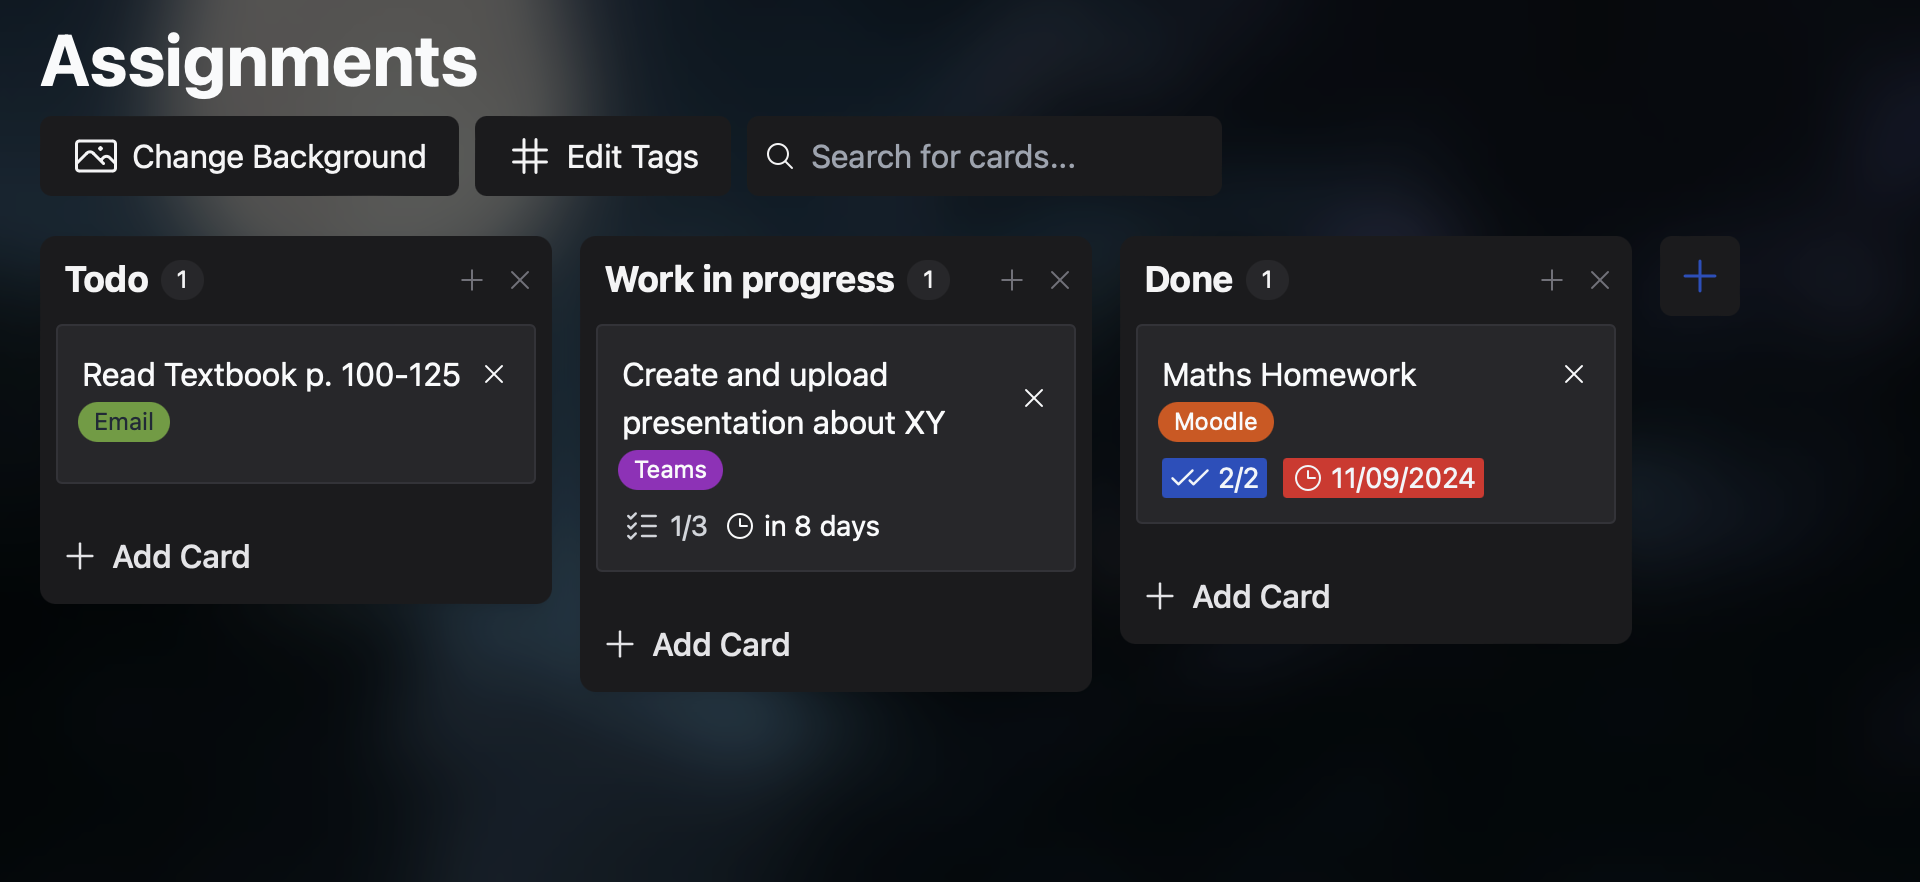 Assignments
Change Background
Edit Tags
Search for cards...
Todo 1
Read Textbook p. 100-125
Email
Add Card
Work in progress 1
Create and upload
presentation about XY
Teams
1/3 in 8 days
Add Card
Done 1
Maths Homework
Moodle
2/2 11/09/2024
Add Card